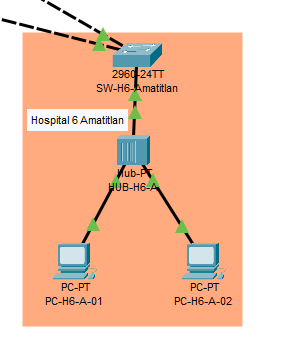 2960-24TT
SW-H6-Amatitlan
Hospital 6 Amatitlan
Hub-PT
HUB-H6-A
PC-PT
PC-H6-A-01
PC-PT
PC-H6-A-02